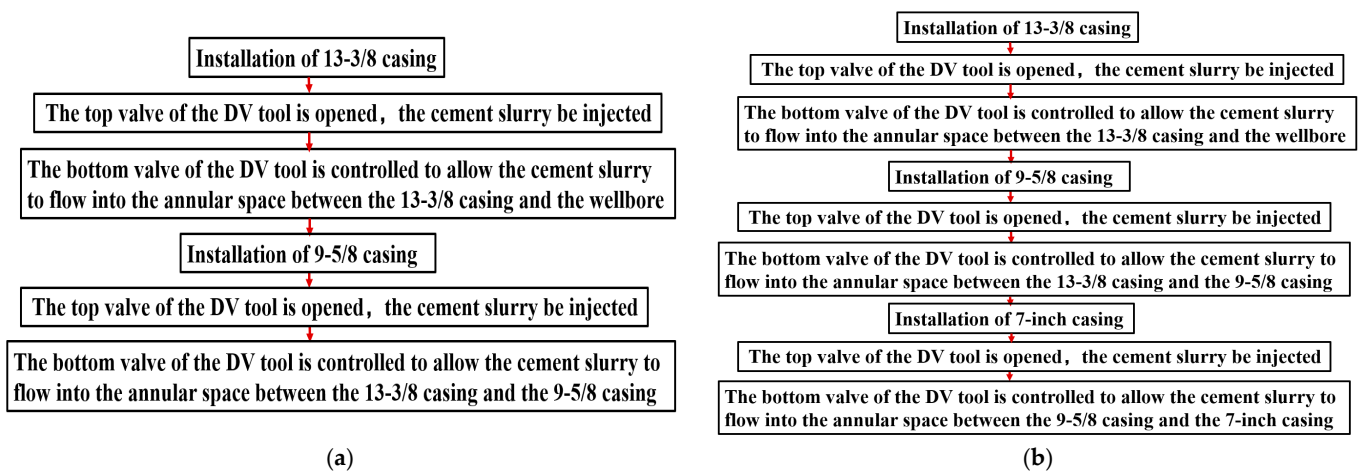 Installation of 13-3/8 casing
The top valve of the DV tool is opened，the cement slurry be injected
The bottom valve of the DV tool is controlled to allow the cement slurry
to flow into the annular space between the 13-3/8 casing and the wellbore
Installation of 9-5/8 casing
The top valve of the DV tool is opened，the cement slurry be injected
The bottom valve of the DV tool is controlled to allow the cement slurry to
flow into the annular space between the 13-3/8 casing and the 9-5/8 casing
(a)
Installation of 13-3/8 casing
The top valve of the DV tool is opened，the cement slurry be injected
The bottom valve of the DV tool is controlled to allow the cement slurry
to flow into the annular space between the 13-3/8 casing and the wellbore
Installation of 9-5/8 casing
The top valve of the DV tool is opened，the cement slurry be injected
The bottom valve of the DV tool is controlled to allow the cement slurry to
flow into the annular space between the 13-3/8 casing and the 9-5/8 casing
Installation of 7-inch casing
The top valve of the DV tool is opened，the cement slurry be injected
The bottom valve of the DV tool is controlled to allow the cement slurry to
flow into the annular space between the 9-5/8 casing and the 7-inch casing
(b)